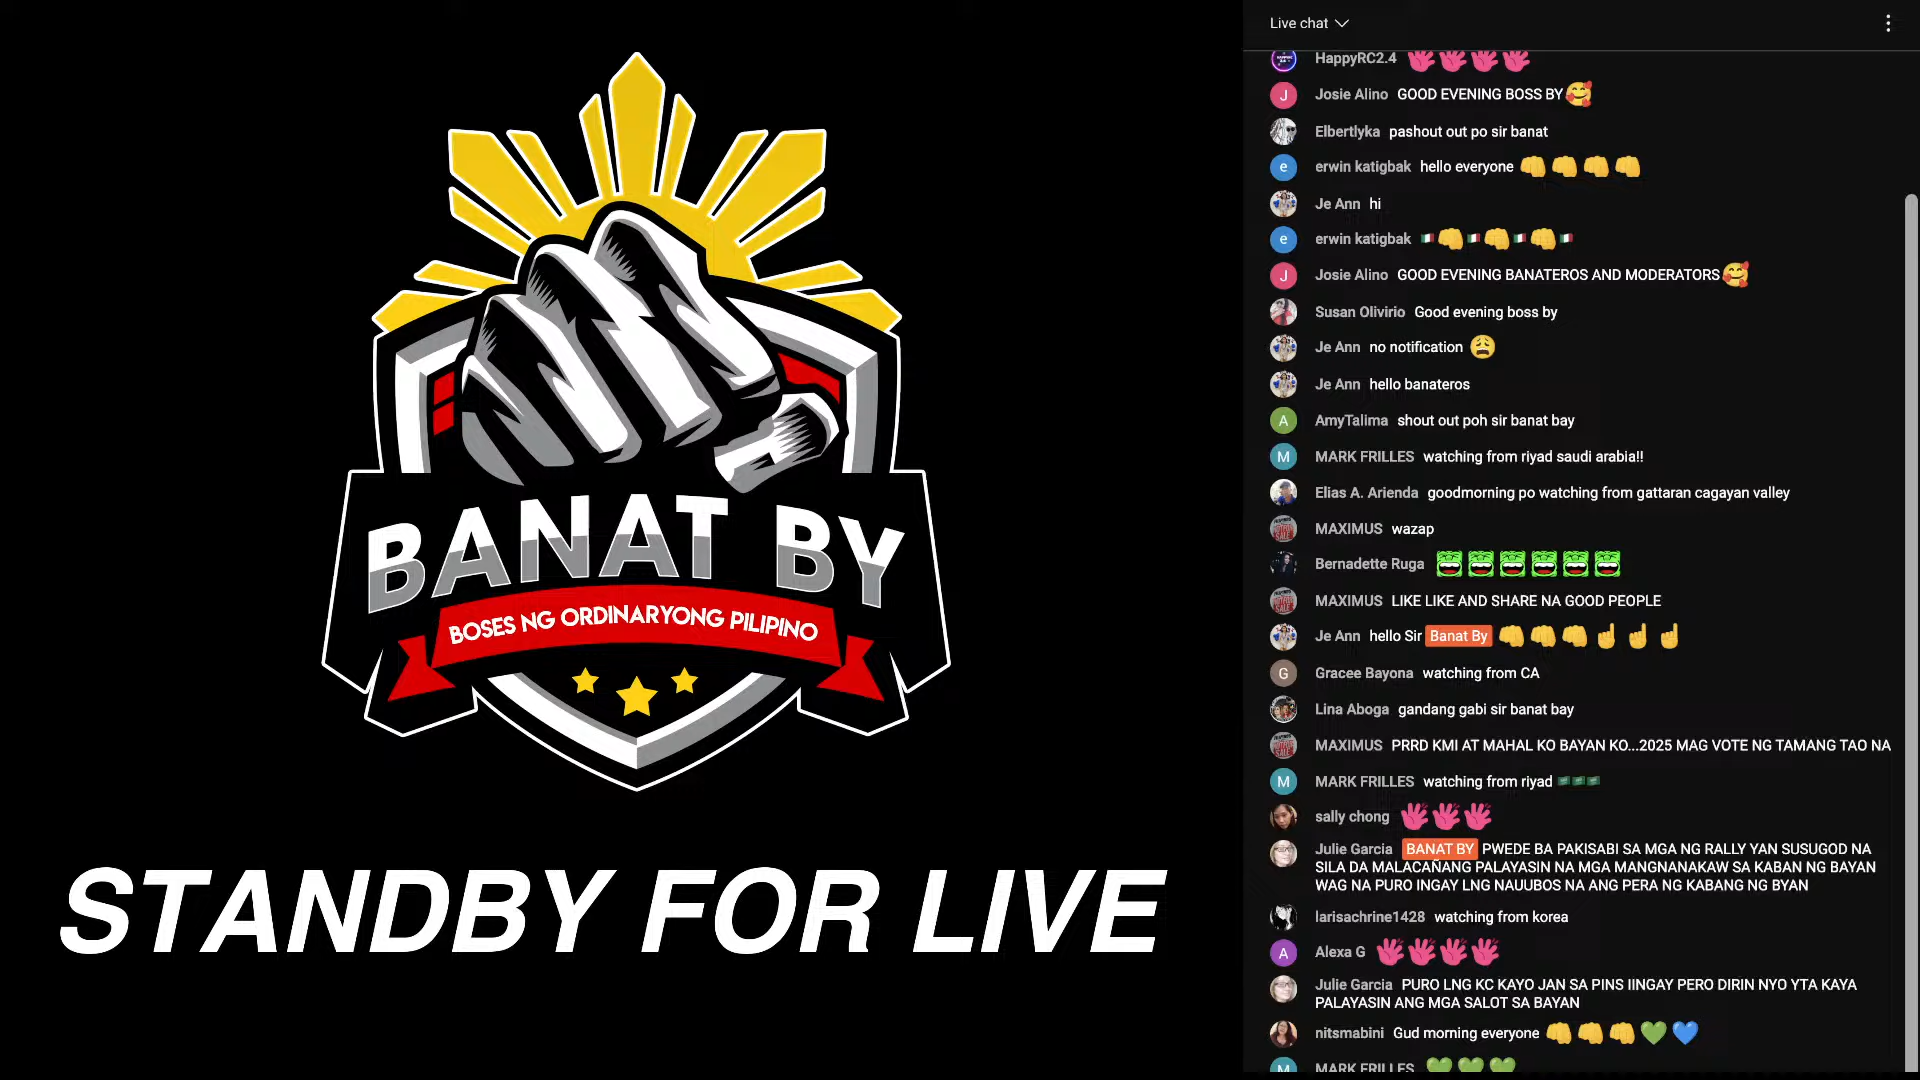 BANAT BY
BOSES NG ORDINARYONG PILIPINO
STANDBY FOR LIVE
Live chat
HappyRC2.4
Josie Alino GOOD EVENING BOSS BY
Elbertlyka pashout out po sir banat
erwin katigbak hello everyone
Je Ann hi
erwin katigbak
Josie Alino GOOD EVENING BANATEROS AND MODERATORS
Susan Olivirio Good evening boss by
Je Ann no notification
Je Ann hello banateros
AmyTalima shout out poh sir banat bay
MARK FRILLES watching from riyad saudi arabia!!
Elias A. Arienda goodmorning po watching from gattaran cagayan valley
MAXIMUS wazap
Bernadette Ruga
MAXIMUS LIKE LIKE AND SHARE NA GOOD PEOPLE
Je Ann hello Sir Banat By
Gracee Bayona watching from CA
Lina Aboga gandang gabi sir banat bay
MAXIMUS PRRD KMI AT MAHAL KO BAYAN KO...2025 MAG VOTE NG TAMANG TAO NA
MARK FRILLES watching from riyad
sally chong
Julie Garcia BANAT BY PWEDE BA PAKISABI SA MGA NG RALLY YAN SUSUGOD NA
SILA DA MALACAÑANG PALAYASIN NA MGA MANGNANAKAW SA KABAN NG BAYAN
WAG NA PURO INGAY LNG NAUUBOS NA ANG PERA NG KABANG NG BYAN
larisachrine1428 watching from korea
Alexa G
Julie Garcia PURO LNG KC KAYO JAN SA PINS IINGAY PERO DIRIN NYO YTA KAYA
PALAYASIN ANG MGA SALOT SA BAYAN
nitsmabini Gud morning everyone
MARK FRILLES